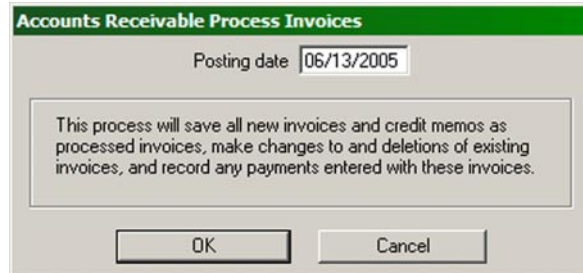 Accounts Receivable Process Invoices
Posting date 06/13/2005
This process will save all new invoices and credit memos as
processed invoices, make changes to and deletions of existing
invoices, and record any payments entered with these invoices.
OK Cancel